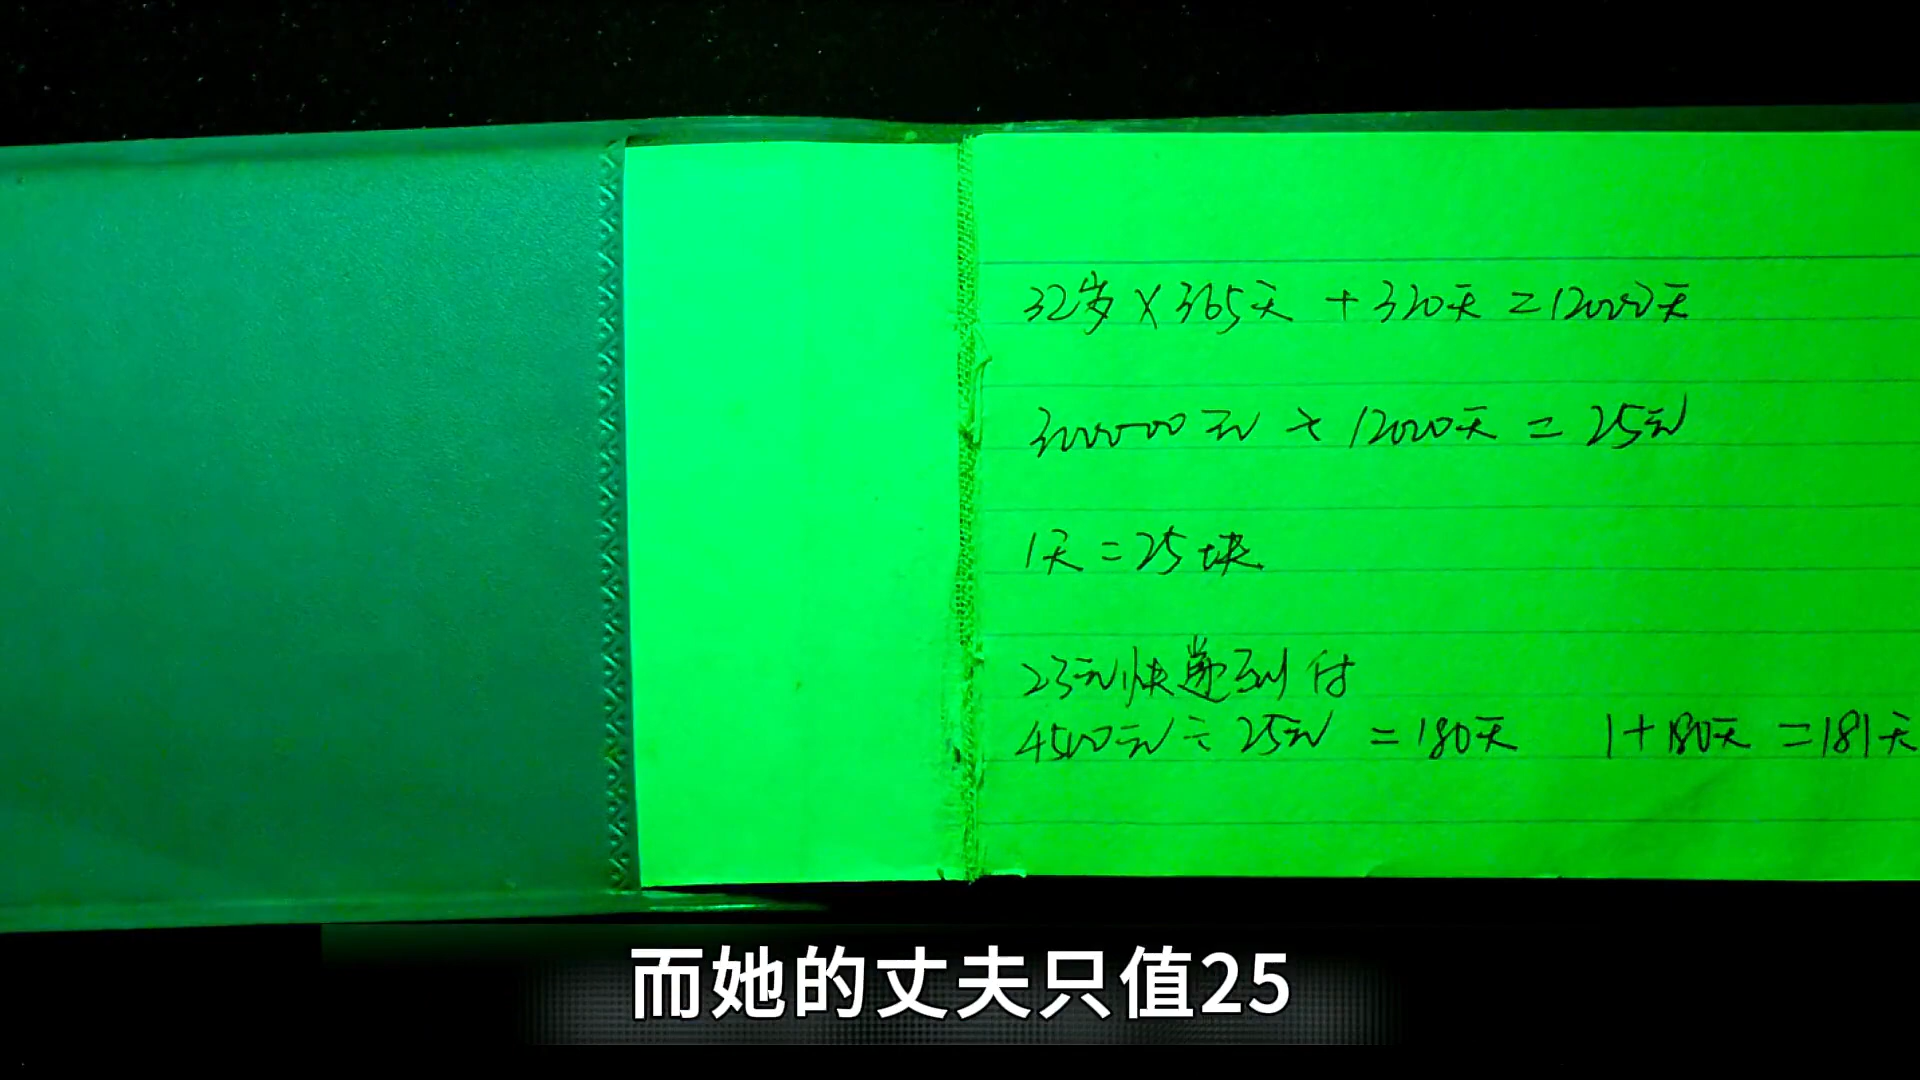 32岁×365天+320天=12000天
300000元÷12000天=25元
1天=25块
23元快递到付
4500元÷25元=180天 1+180天=181天
而她的丈夫只值25